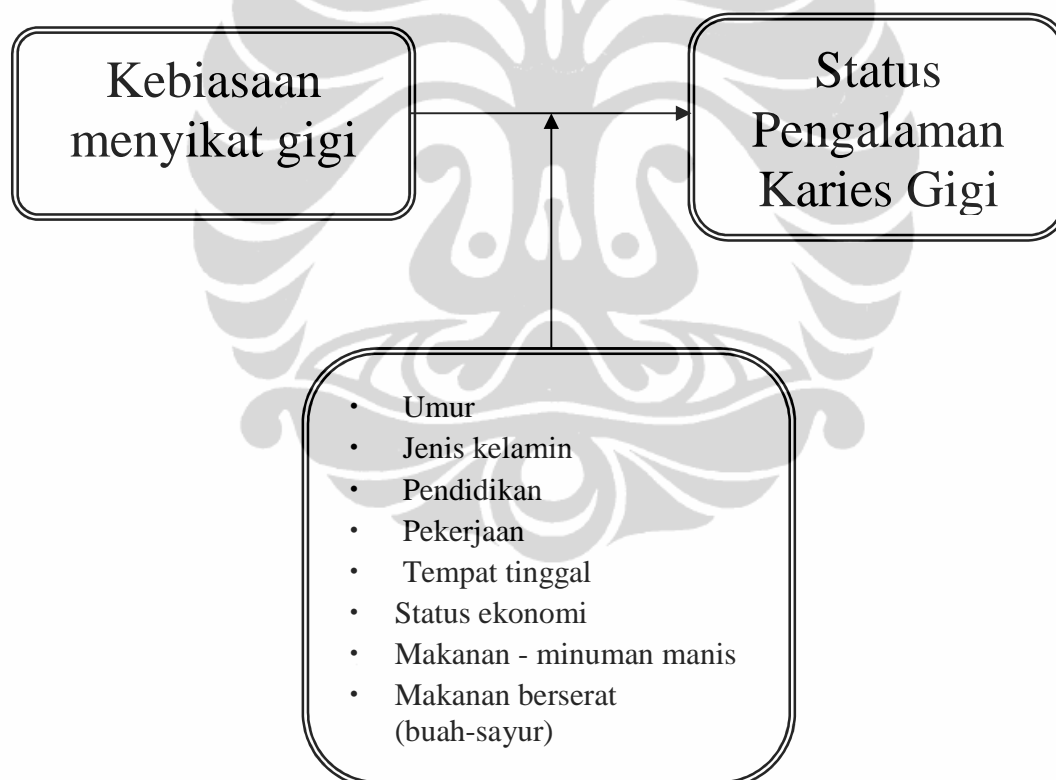 Kebiasaan
menyikat gigi
Status
Pengalaman
Karies Gigi
· Umur
· Jenis kelamin
· Pendidikan
· Pekerjaan
· Tempat tinggal
· Status ekonomi
· Makanan - minuman manis
· Makanan berserat
(buah-sayur)